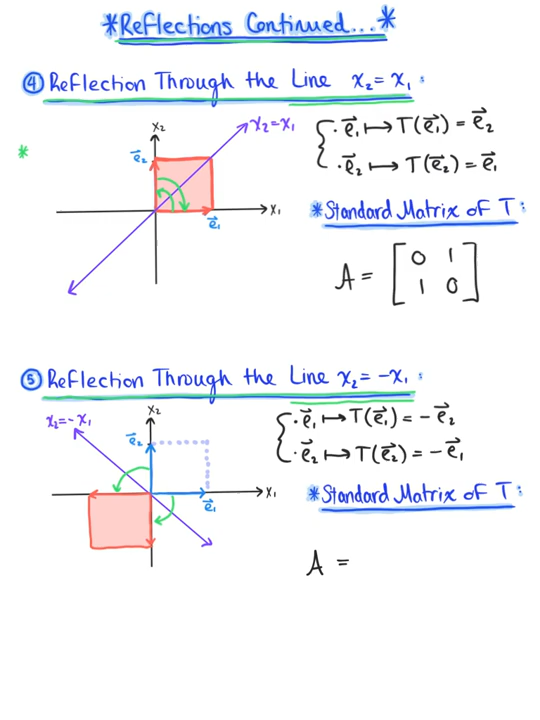 *Reflections Continued...*
④ Reflection Through the Line x₂ = x₁ :
*
x₂
x₂=x₁
e⃗₂
x₁
e⃗₁
{ · e⃗₁ ↦ T(e⃗₁) = e⃗₂
· e⃗₂ ↦ T(e⃗₂) = e⃗₁
*Standard Matrix of T :
A = [ 0 1
1 0 ]
⑤ Reflection Through the Line x₂ = -x₁ :
x₂=-x₁
x₂
e⃗₂
x₁
e⃗₁
{ · e⃗₁ ↦ T(e⃗₁) = -e⃗₂
· e⃗₂ ↦ T(e⃗₂) = -e⃗₁
*Standard Matrix of T :
A =